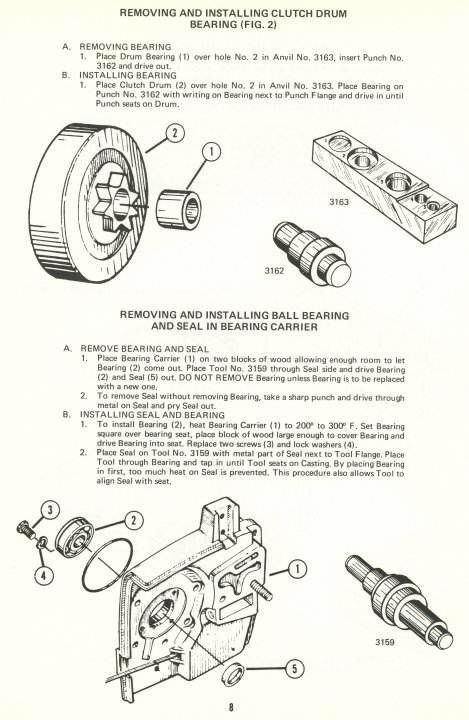 REMOVING AND INSTALLING CLUTCH DRUM
BEARING (FIG. 2)
A. REMOVING BEARING
1. Place Drum Bearing (1) over hole No. 2 in Anvil No. 3163, insert Punch No.
3162 and drive out.
B. INSTALLING BEARING
1. Place Clutch Drum (2) over hole No. 2 in Anvil No. 3163. Place Bearing on
Punch No. 3162 with writing on Bearing next to Punch Flange and drive in until
Punch seats on Drum.
2
1
3163
3162
REMOVING AND INSTALLING BALL BEARING
AND SEAL IN BEARING CARRIER
A. REMOVE BEARING AND SEAL
1. Place Bearing Carrier (1) on two blocks of wood allowing enough room to let
Bearing (2) come out. Place Tool No. 3159 through Seal side and drive Bearing
(2) and Seal (5) out. DO NOT REMOVE Bearing unless Bearing is to be replaced
with a new one.
2. To remove Seal without removing Bearing, take a sharp punch and drive through
metal on Seal and pry Seal out.
B. INSTALLING SEAL AND BEARING
1. To install Bearing (2), heat Bearing Carrier (1) to 200º to 300º F. Set Bearing
square over bearing seat, place block of wood large enough to cover Bearing and
drive Bearing into seat. Replace two screws (3) and lock washers (4).
2. Place Seal on Tool No. 3159 with metal part of Seal next to Tool Flange. Place
Tool through Bearing and tap in until Tool seats on Casting. By placing Bearing
in first, too much heat on Seal is prevented. This procedure also allows Tool to
align Seal with seat.
3
2
4
1
5
3159
8